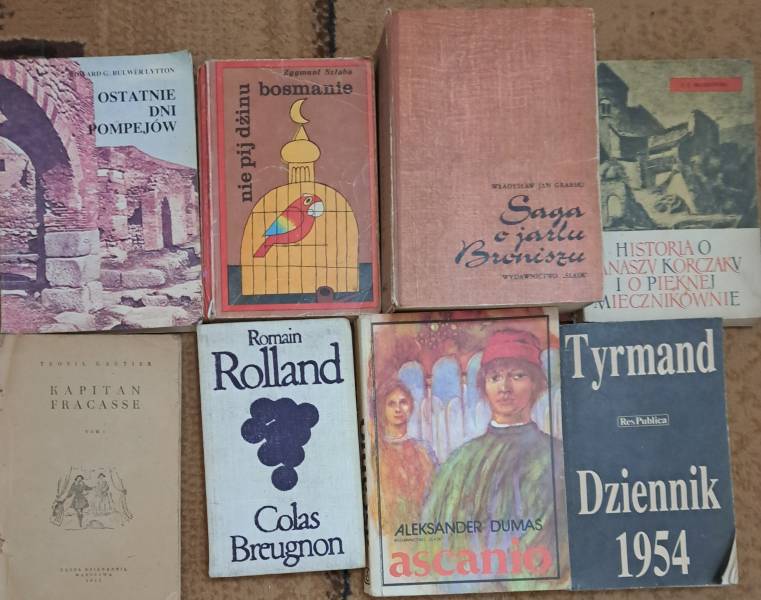 EDWARD G. BULWER LYTTON
OSTATNIE
DNI
POMPEJÓW
Zygmunt Sztaba
nie pij dżinu
bosmanie
WŁADYSŁAW JAN GRABSKI
Saga
o jarlu
Broniszu
WYDAWNICTWO „ŚLĄSK”
HISTORIA O
JANASZU KORCZAKU
I O PIĘKNEJ
MIECZNIKÓWNIE
TEOFIL GAUTIER
KAPITAN
FRACASSE
TOM I
WARSZAWA
Romain
Rolland
Colas
Breugnon
ALEKSANDER DUMAS
ascanio
Tyrmand
Res Publica
Dziennik
1954